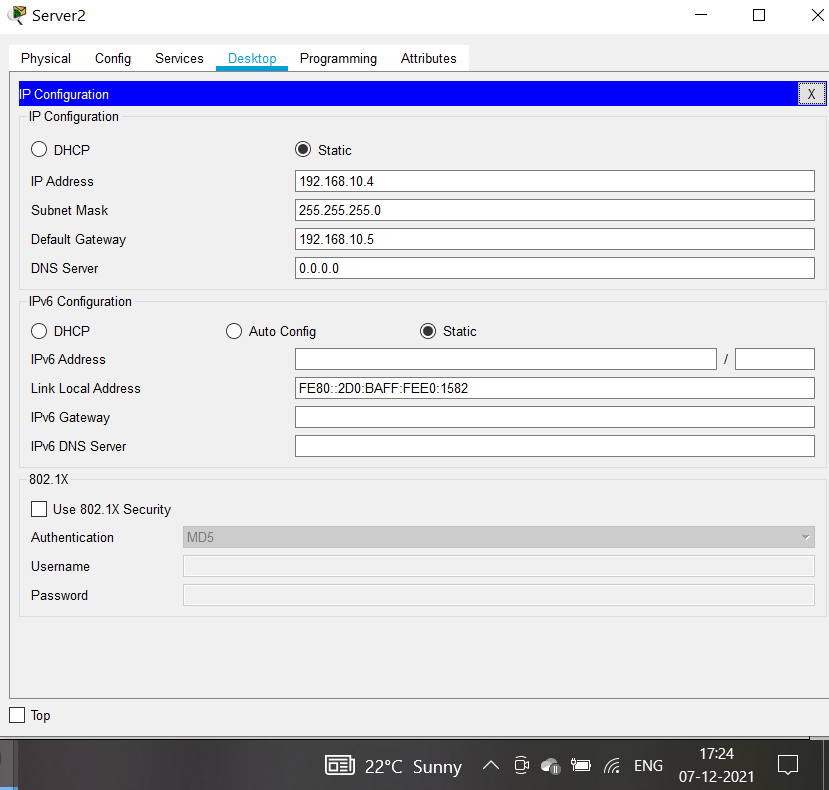 Server2
Physical Config Services Desktop Programming Attributes
IP Configuration X
IP Configuration
DHCP Static
IP Address 192.168.10.4
Subnet Mask 255.255.255.0
Default Gateway 192.168.10.5
DNS Server 0.0.0.0
IPv6 Configuration
DHCP Auto Config Static
IPv6 Address /
Link Local Address FE80::2D0:BAFF:FEE0:1582
IPv6 Gateway
IPv6 DNS Server
802.1X
Use 802.1X Security
Authentication MD5
Username
Password
Top
22°C Sunny ENG 17:24
07-12-2021